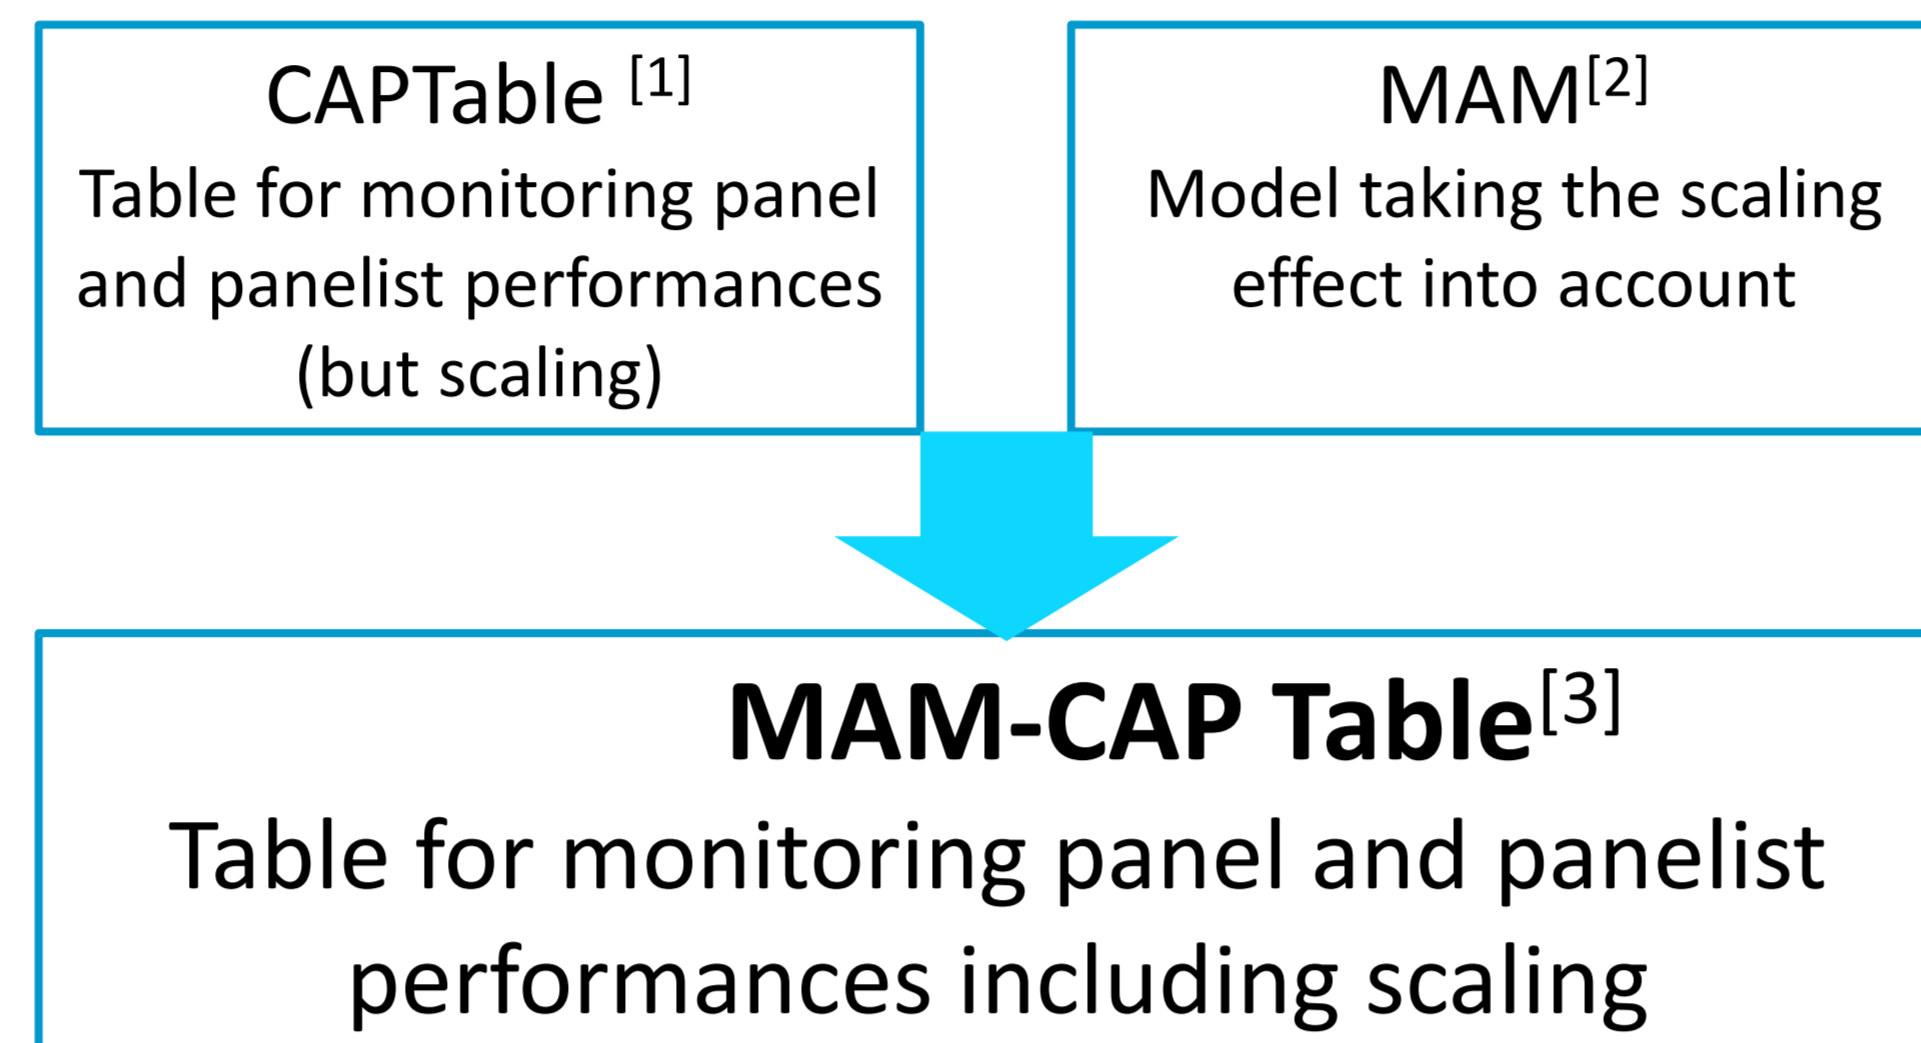 CAPTable [1]
Table for monitoring panel
and panelist performances
(but scaling)
MAM[2]
Model taking the scaling
effect into account
MAM-CAP Table[3]
Table for monitoring panel and panelist
performances including scaling